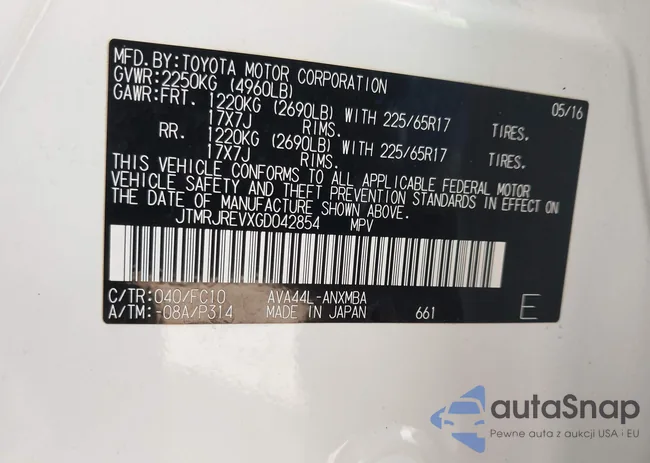 MFD. BY: TOYOTA MOTOR CORPORATION 05/16
GVWR: 2250KG (4960LB)
GAWR: FRT. 1220KG (2690LB) WITH 225/65R17 TIRES.
17X7J RIMS.
RR. 1220KG (2690LB) WITH 225/65R17 TIRES.
17X7J RIMS.
THIS VEHICLE CONFORMS TO ALL APPLICABLE FEDERAL MOTOR
VEHICLE SAFETY AND THEFT PREVENTION STANDARDS IN EFFECT ON
THE DATE OF MANUFACTURE SHOWN ABOVE.
JTMRJREVXGD042854 MPV
C/TR: 040/FC10 AVA44L-ANXMBA
A/TM: -08A/P314 MADE IN JAPAN 661 E
autaSnap
Pewne auta z aukcji USA i EU